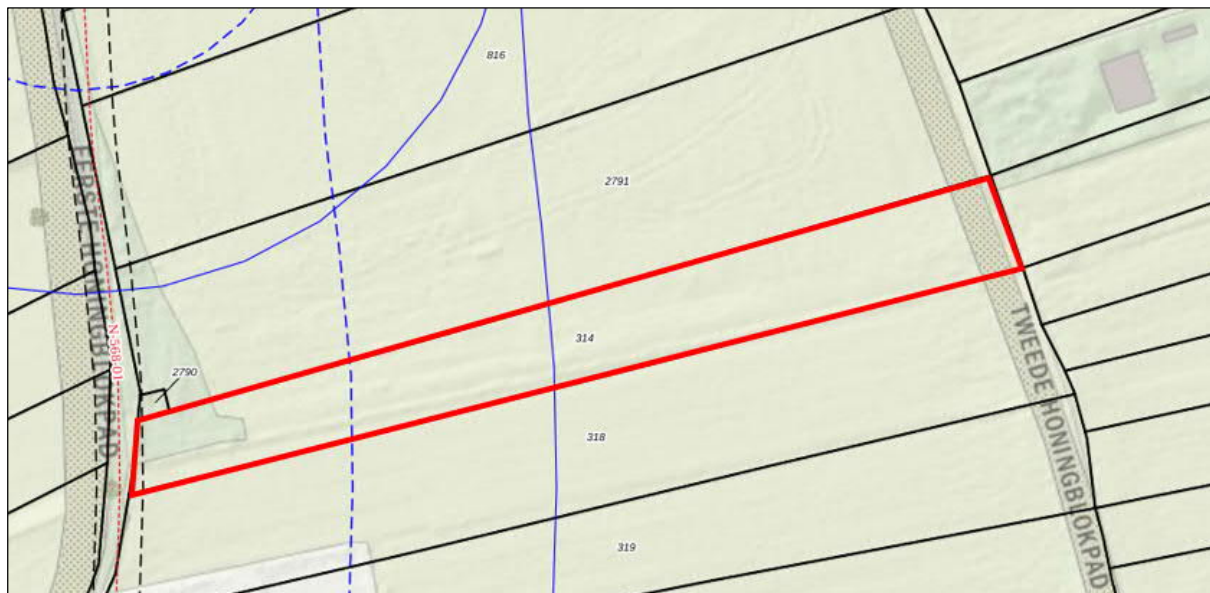 816
2791
EERSTE HONINGBLOKPAD
N-568-01
314
2790
TWEEDE HONINGBLOKPAD
318
319